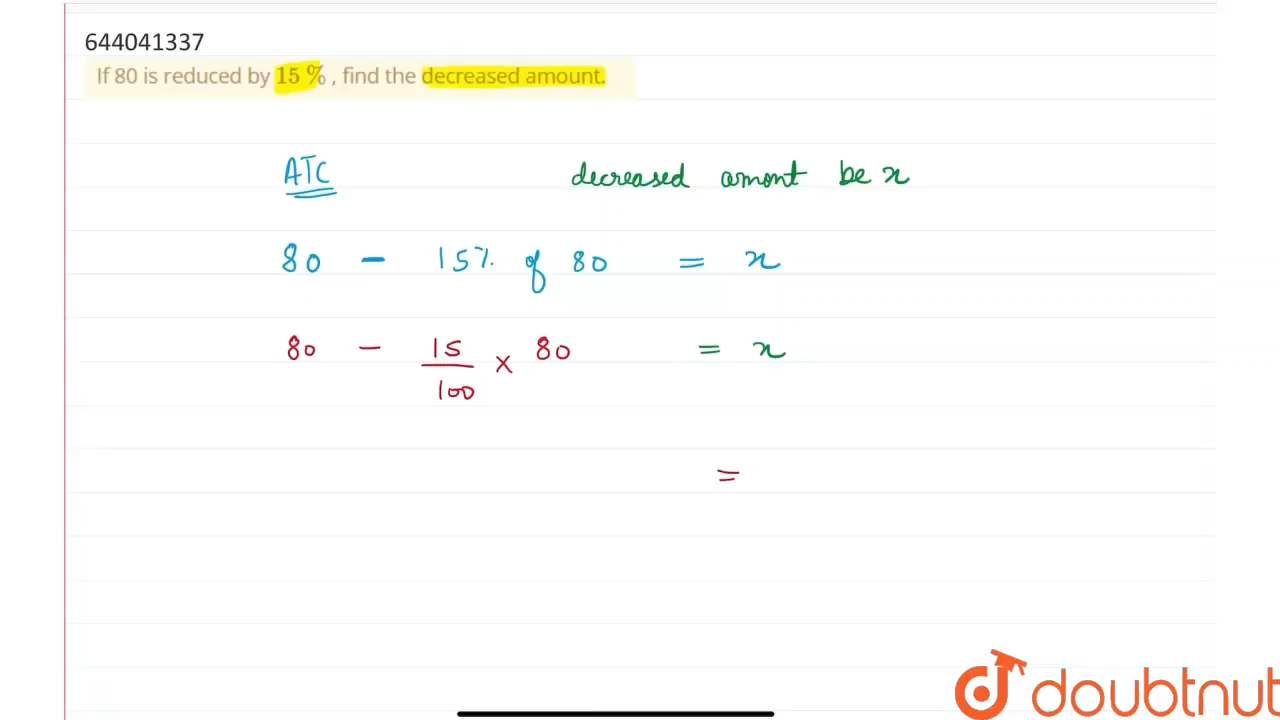 644041337
If 80 is reduced by 15 % , find the decreased amount.
ATC decreased amont be x
80 - 15% of 80 = x
80 - 15/100 × 80 = x
=
doubtnut